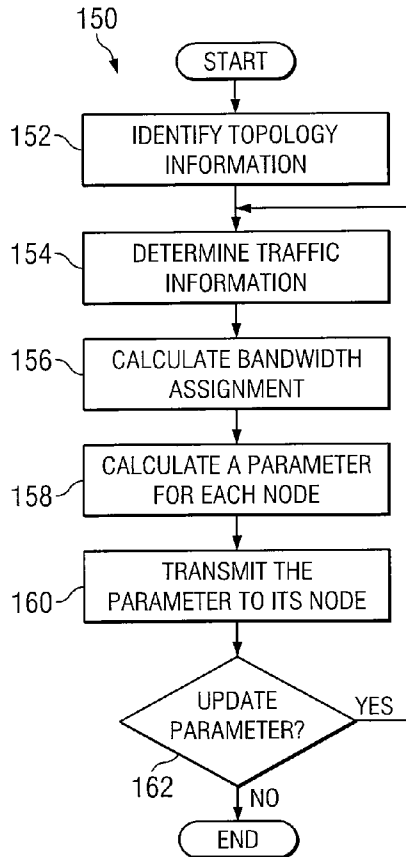 150
START
152
IDENTIFY TOPOLOGY
INFORMATION
154
DETERMINE TRAFFIC
INFORMATION
156
CALCULATE BANDWIDTH
ASSIGNMENT
158
CALCULATE A PARAMETER
FOR EACH NODE
160
TRANSMIT THE
PARAMETER TO ITS NODE
UPDATE
PARAMETER?
YES
162
NO
END